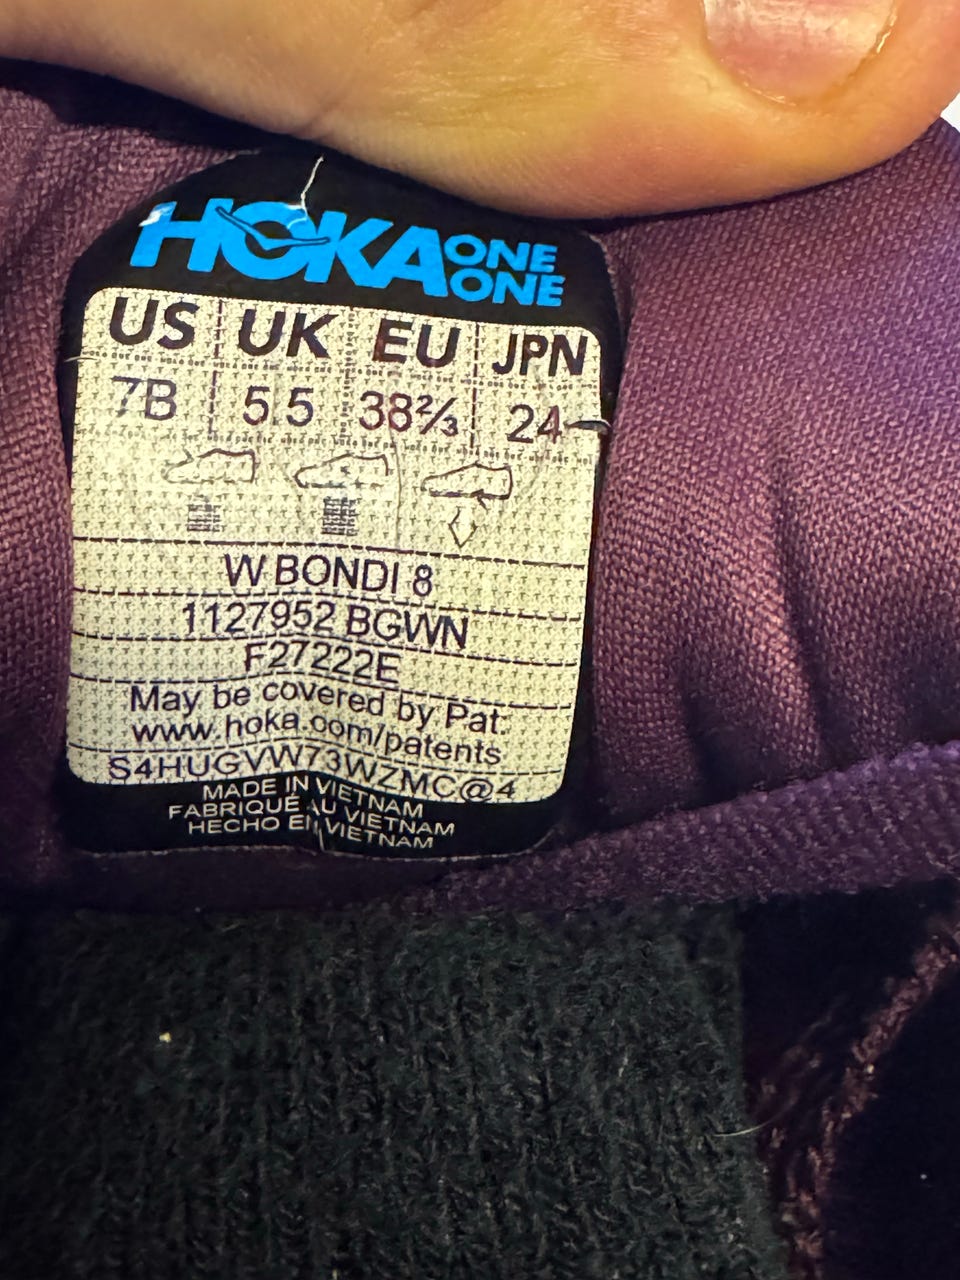 HOKA ONE ONE
US UK EU JPN
7B 5.5 38⅔ 24
W BONDI 8
1127952 BGWN
F27222E
May be covered by Pat:
www.hoka.com/patents
S4HUGVW73WZMC@4
MADE IN VIETNAM
FABRIQUÉ AU VIETNAM
HECHO EN VIETNAM